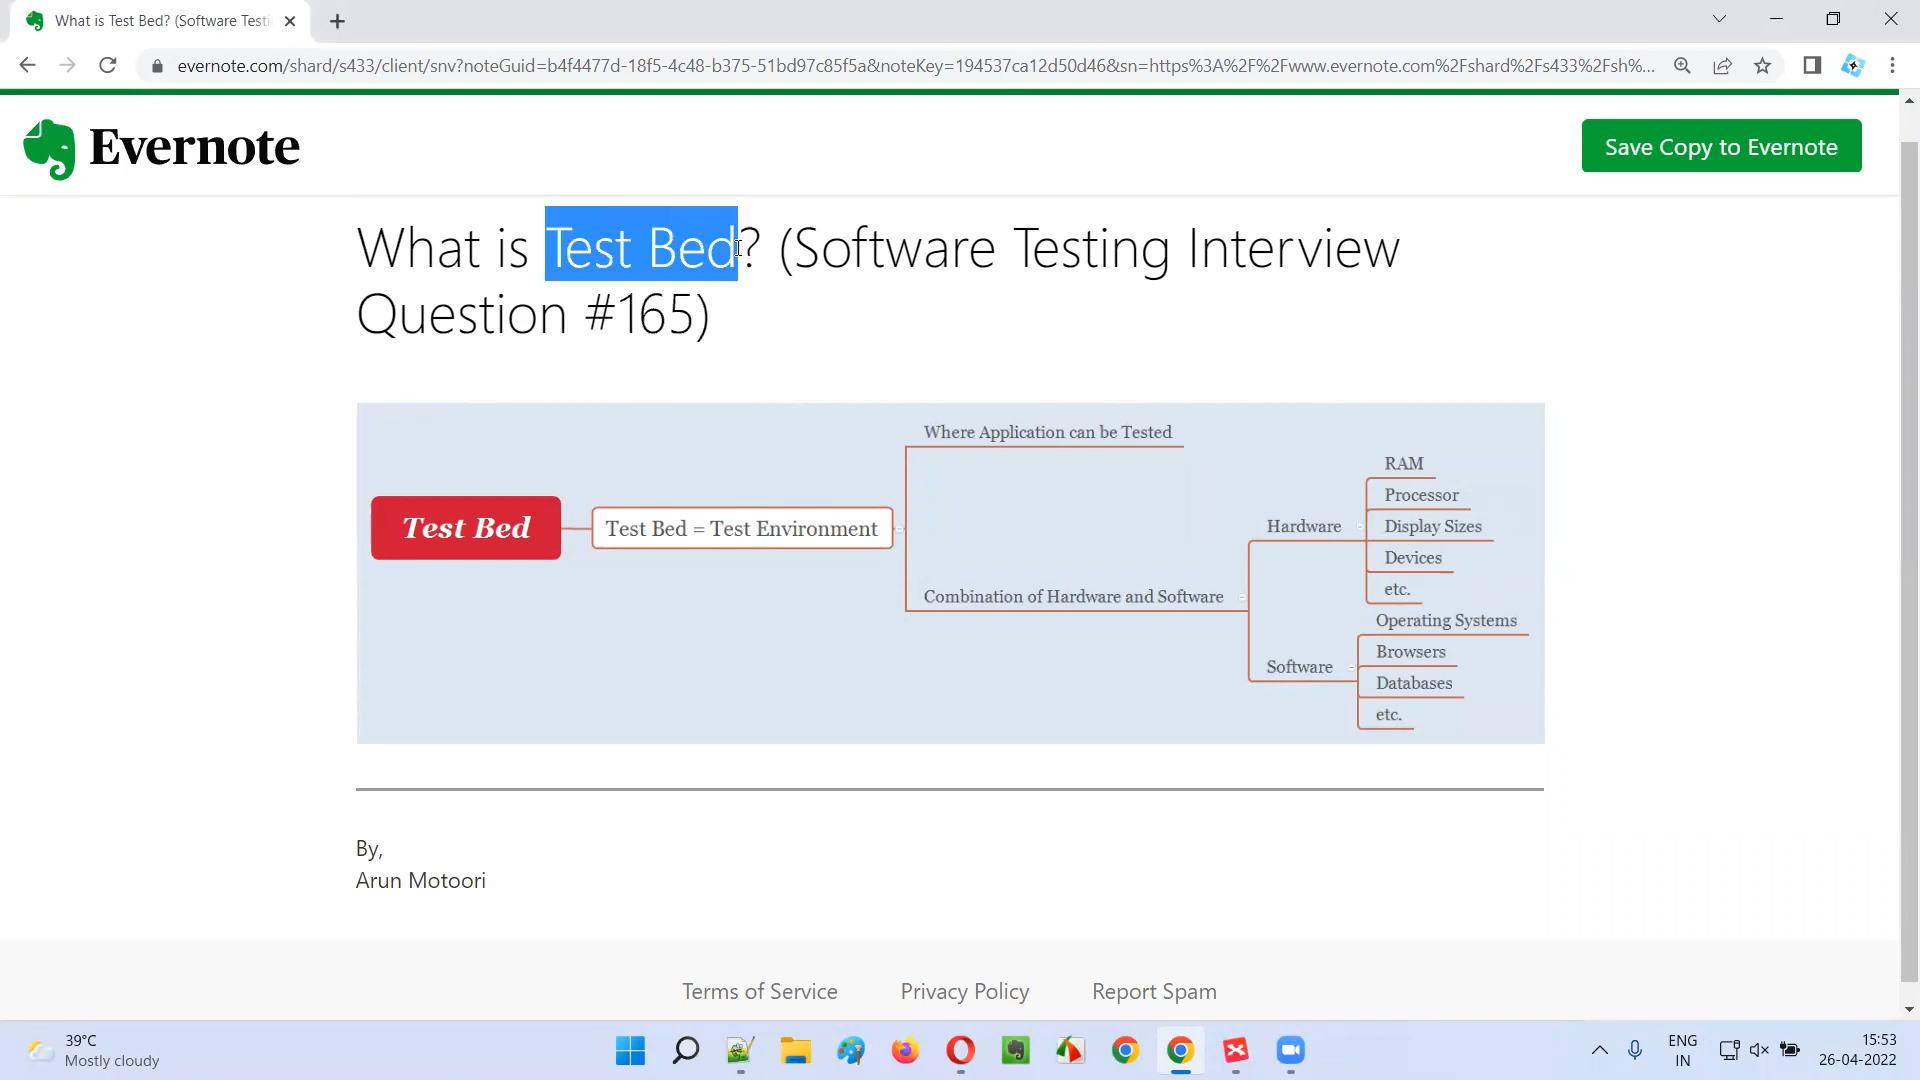 What is Test Bed? (Software Testi
evernote.com/shard/s433/client/snv?noteGuid=b4f4477d-18f5-4c48-b375-51bd97c85f5a&noteKey=194537ca12d50d46&sn=https%3A%2F%2Fwww.evernote.com%2Fshard%2Fs433%2Fsh%...
Evernote
Save Copy to Evernote
What is Test Bed? (Software Testing Interview
Question #165)
Test Bed
Test Bed = Test Environment
Where Application can be Tested
Combination of Hardware and Software
Hardware
RAM
Processor
Display Sizes
Devices
etc.
Software
Operating Systems
Browsers
Databases
etc.
By,
Arun Motoori
Terms of Service Privacy Policy Report Spam
39°C
Mostly cloudy
ENG
IN
15:53
26-04-2022